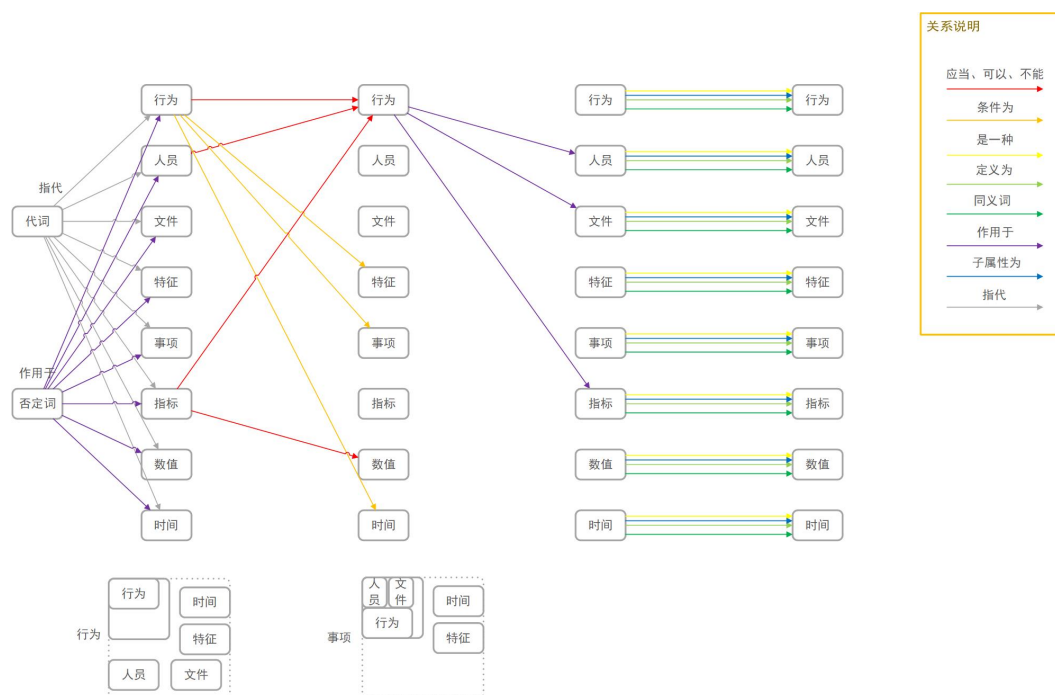 关系说明
应当、可以、不能
条件为
是一种
定义为
同义词
作用于
子属性为
指代
行为 行为 行为 行为
人员 人员 人员 人员
指代
代词 文件 文件 文件 文件
特征 特征 特征 特征
事项 事项 事项 事项
作用于
否定词 指标 指标 指标 指标
数值 数值 数值 数值
时间 时间 时间 时间
行为
行为
时间
特征
人员
文件
事项
人员
文件
行为
时间
特征